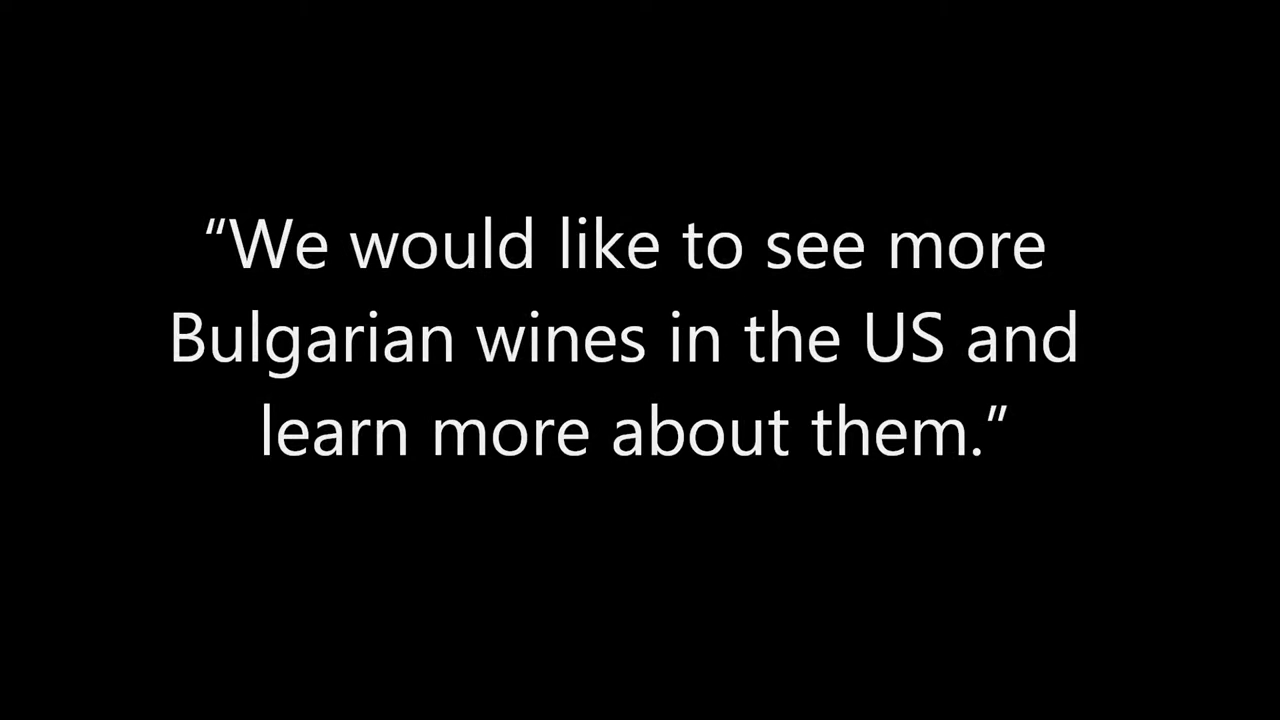 “We would like to see more
Bulgarian wines in the US and
learn more about them.”